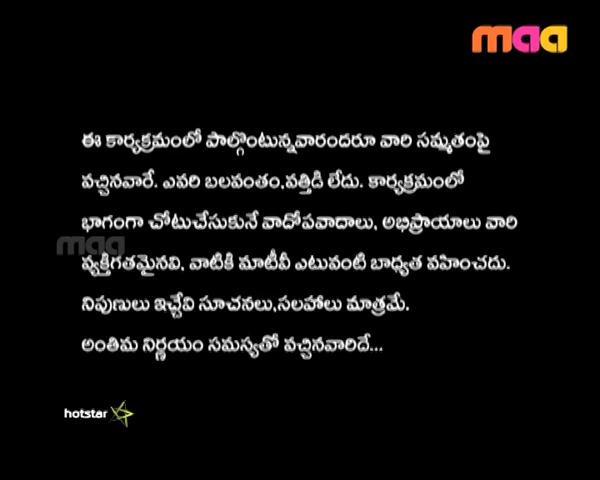 maa
ఈ కార్యక్రమంలో పాల్గొంటున్నవారందరూ వారి సమ్మతంపై
వచ్చినవారే. ఎవరి బలవంతం,వత్తిడి లేదు. కార్యక్రమంలో
భాగంగా చోటుచేసుకునే వాదోపవాదాలు, అభిప్రాయాలు వారి
maa
వ్యక్తిగతమైనవి, వాటికి మాటీవీ ఎటువంటి బాధ్యత వహించదు.
నిపుణులు ఇచ్చేవి సూచనలు,సలహాలు మాత్రమే.
అంతిమ నిర్ణయం సమస్యతో వచ్చినవారిదే...
hotstar